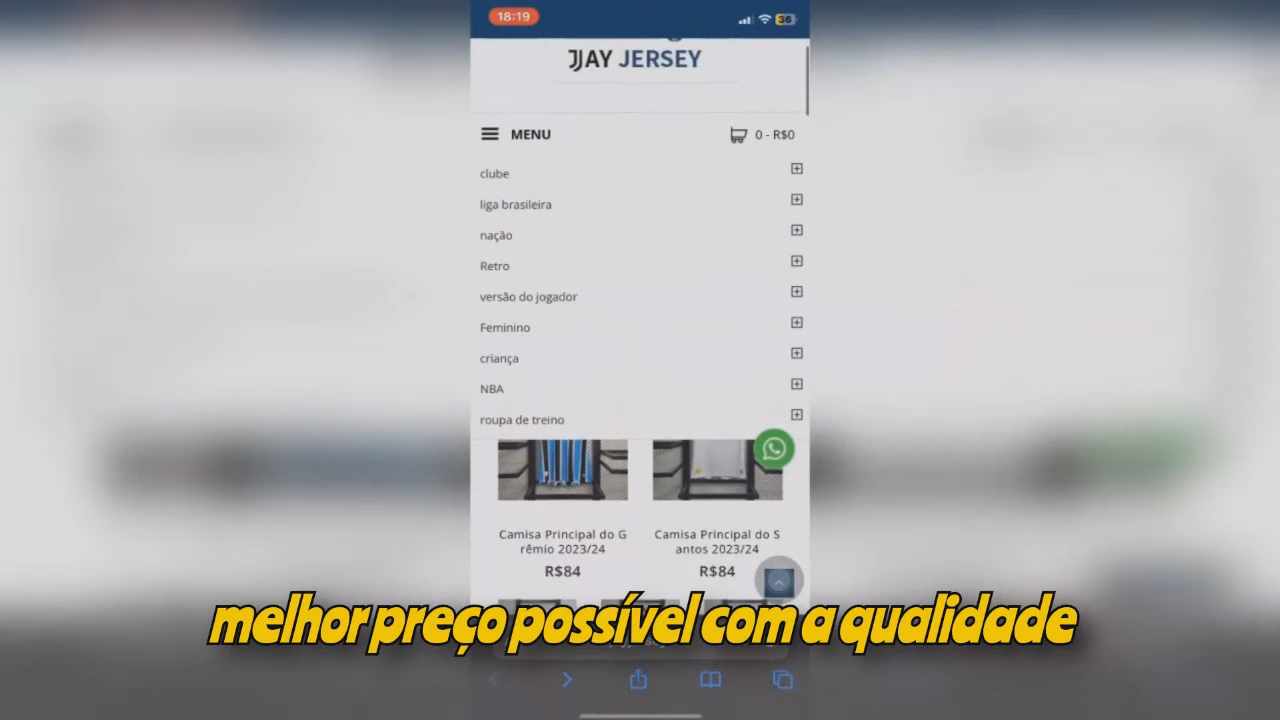 18:19
36
JJAY JERSEY
MENU
0 - R$0
clube
liga brasileira
nação
Retro
versão do jogador
Feminino
criança
NBA
roupa de treino
Camisa Principal do G
rêmio 2023/24
R$84
Camisa Principal do S
antos 2023/24
R$84
melhor preço possível com a qualidade